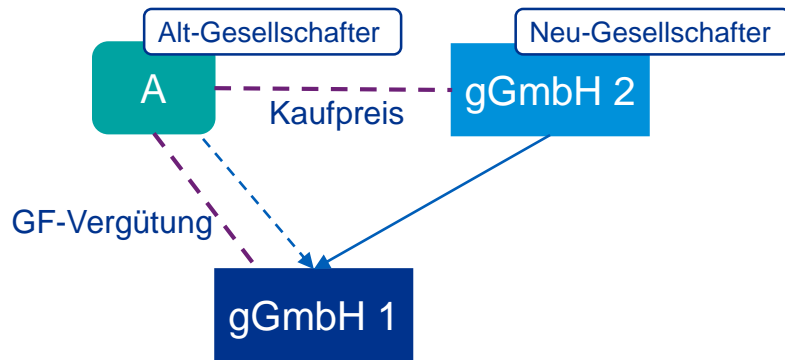 Alt-Gesellschafter
Neu-Gesellschafter
A
gGmbH 2
Kaufpreis
GF-Vergütung
gGmbH 1